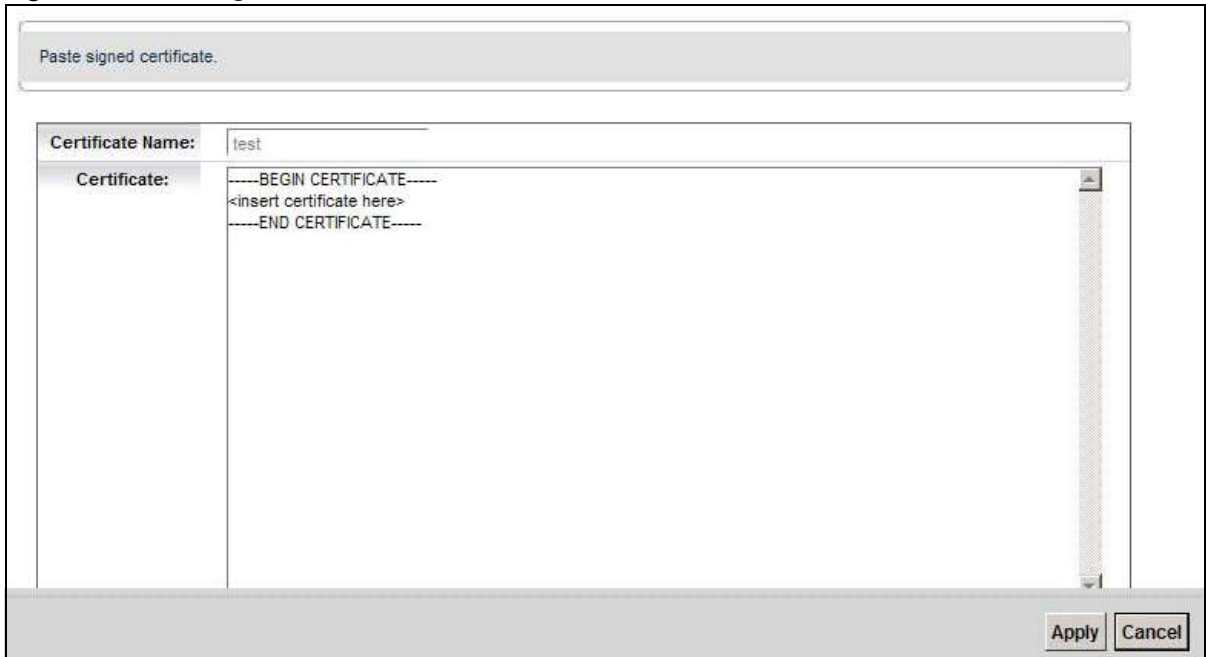 Paste signed certificate.
Certificate Name: test
Certificate: -----BEGIN CERTIFICATE-----
<insert certificate here>
-----END CERTIFICATE-----
Apply Cancel